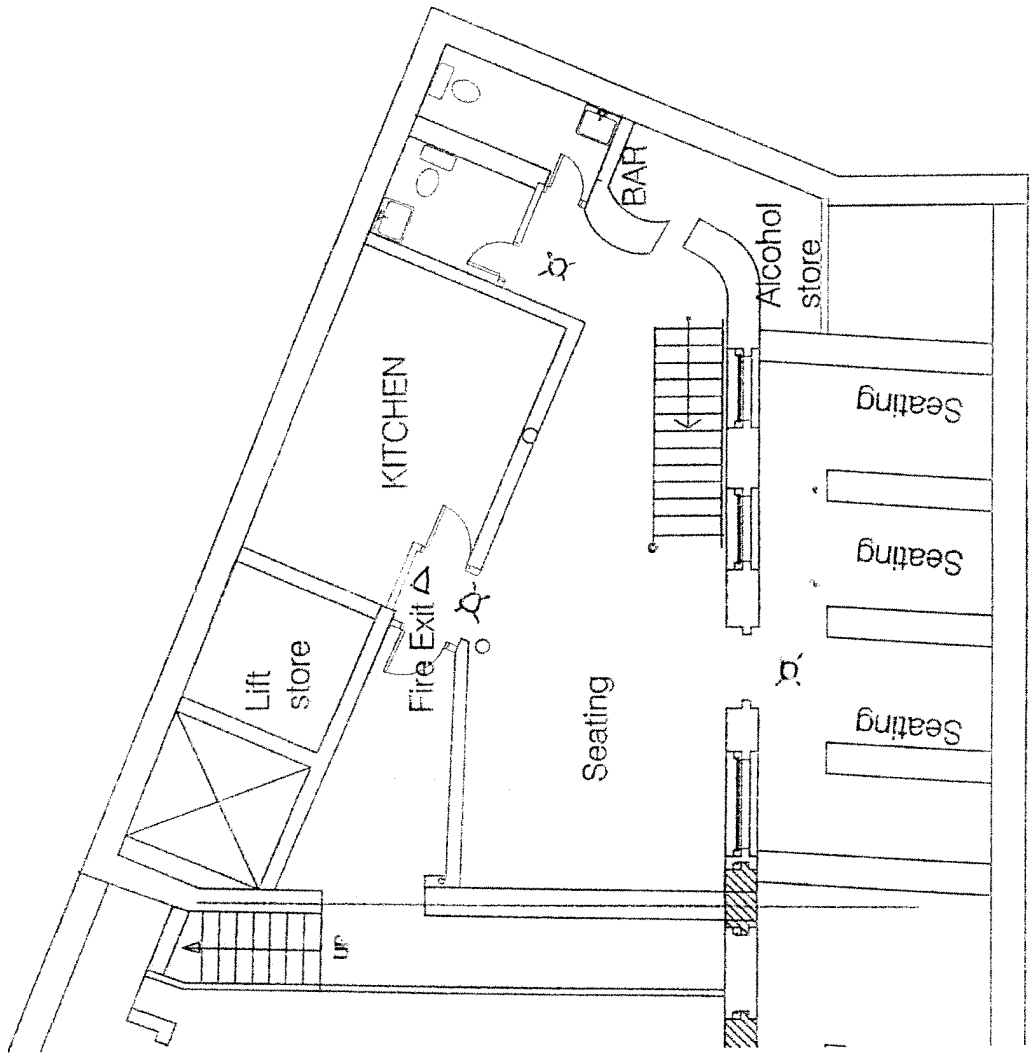 BAR
Alcohol
store
KITCHEN
Seating
Lift
store
Fire Exit
Seating
Seating
Seating
UP